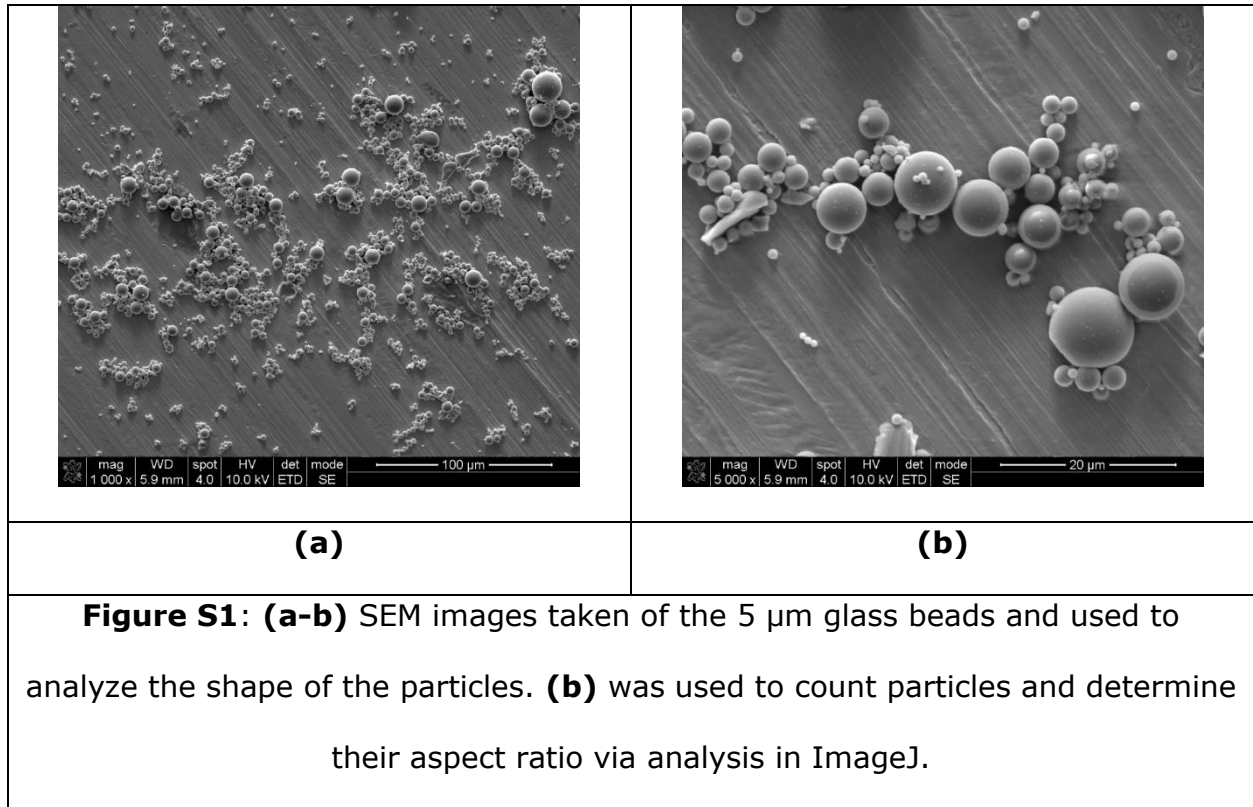 mag WD spot HV det mode
1 000 x 5.9 mm 4.0 10.0 kV ETD SE
100 µm
mag WD spot HV det mode
5 000 x 5.9 mm 4.0 10.0 kV ETD SE
20 µm
(a) (b)
Figure S1: (a-b) SEM images taken of the 5 µm glass beads and used to
analyze the shape of the particles. (b) was used to count particles and determine
their aspect ratio via analysis in ImageJ.